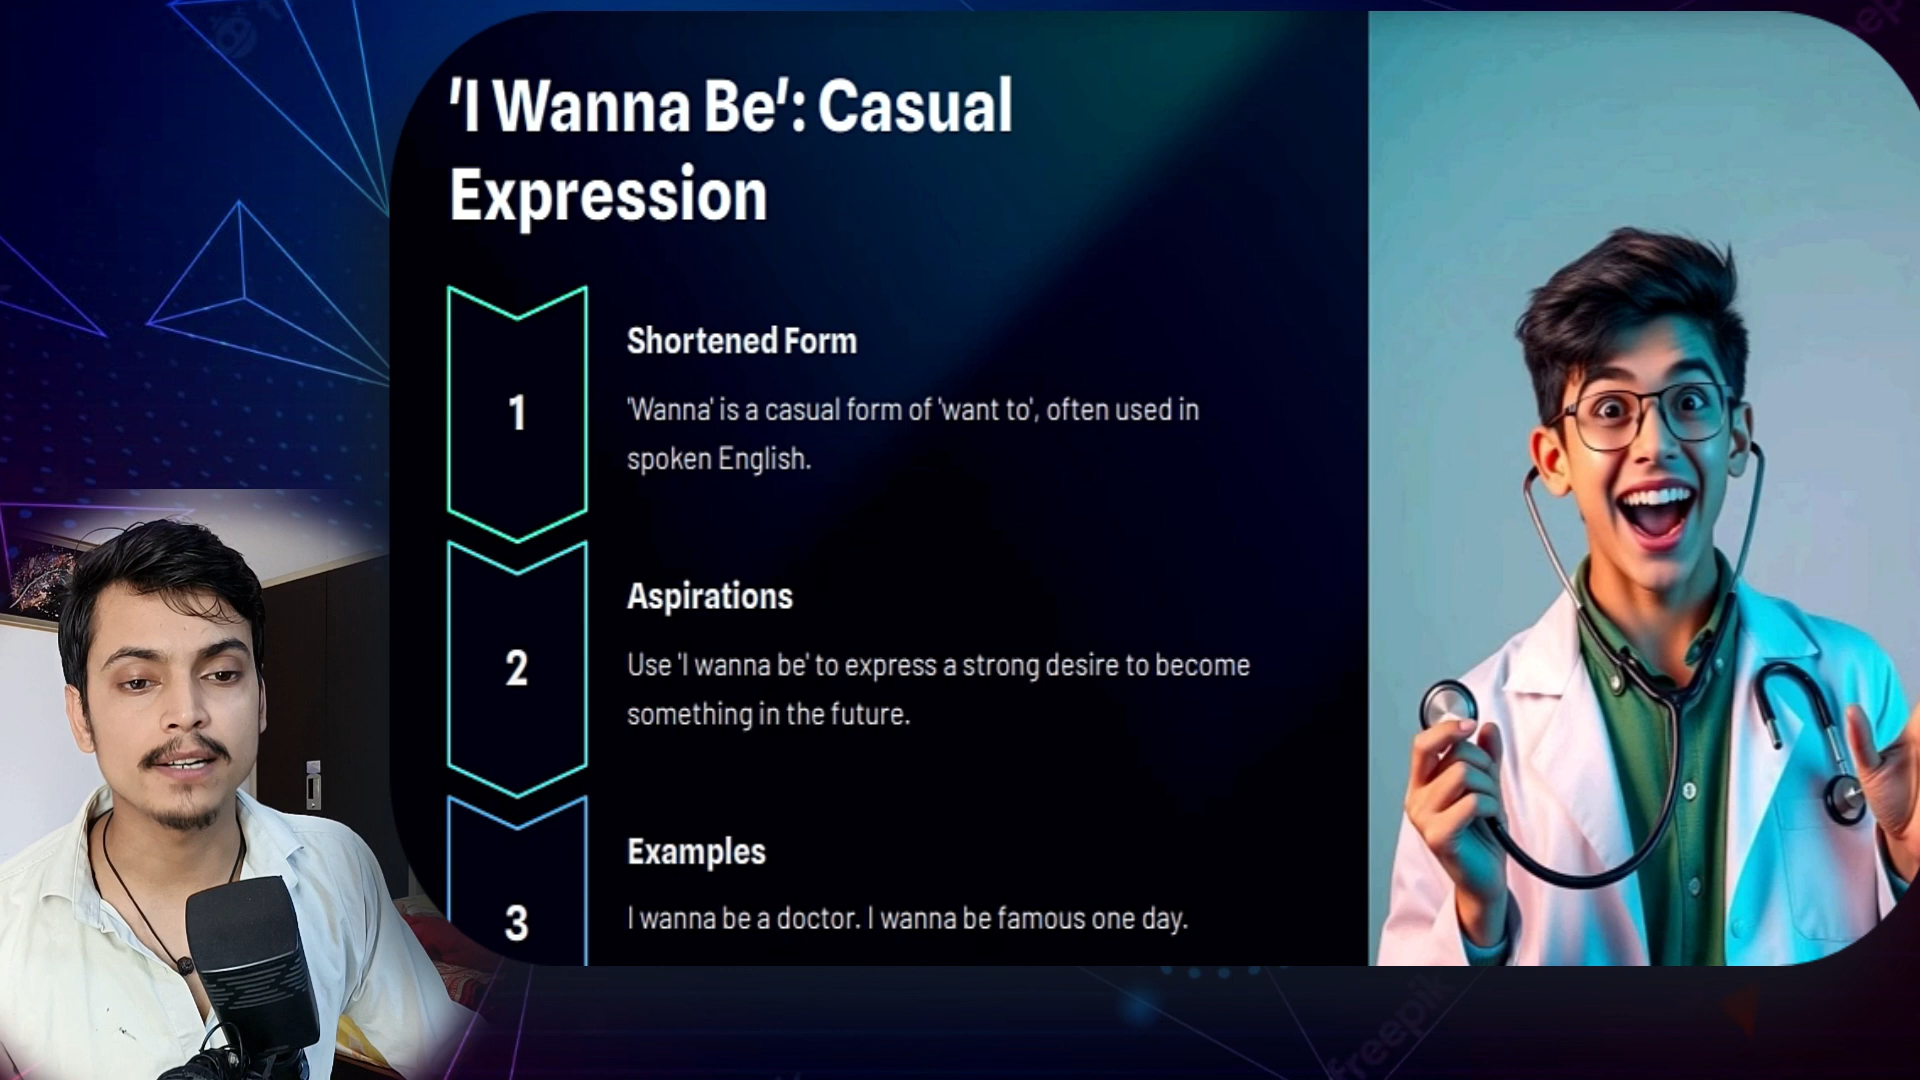 'I Wanna Be': Casual
Expression
1
Shortened Form
'Wanna' is a casual form of 'want to', often used in
spoken English.
2
Aspirations
Use 'I wanna be' to express a strong desire to become
something in the future.
3
Examples
I wanna be a doctor. I wanna be famous one day.
freepik